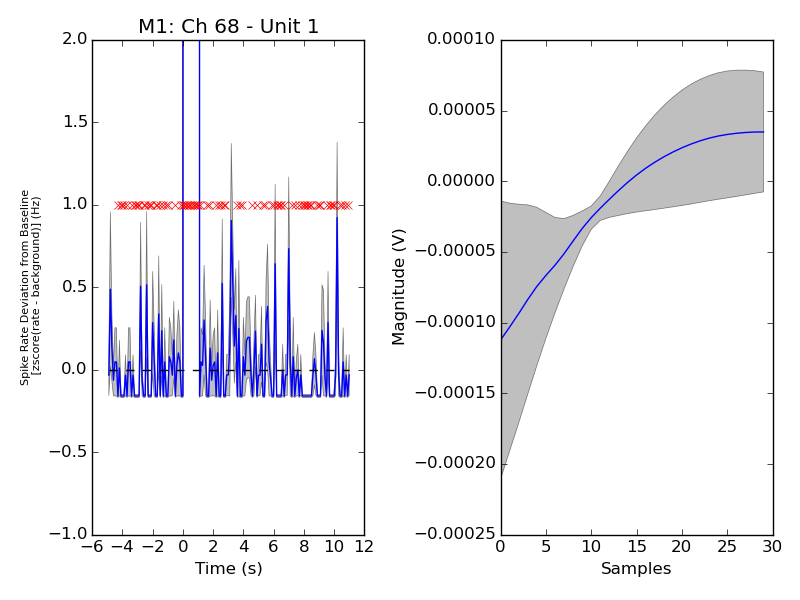 M1: Ch 68 - Unit 1
Spike Rate Deviation from Baseline
[zscore(rate - background)] (Hz)
2.0
1.5
1.0
0.5
0.0
−0.5
−1.0
−6 −4 −2 0 2 4 6 8 10 12
Time (s)
Magnitude (V)
0.00010
0.00005
0.00000
−0.00005
−0.00010
−0.00015
−0.00020
−0.00025
0 5 10 15 20 25 30
Samples